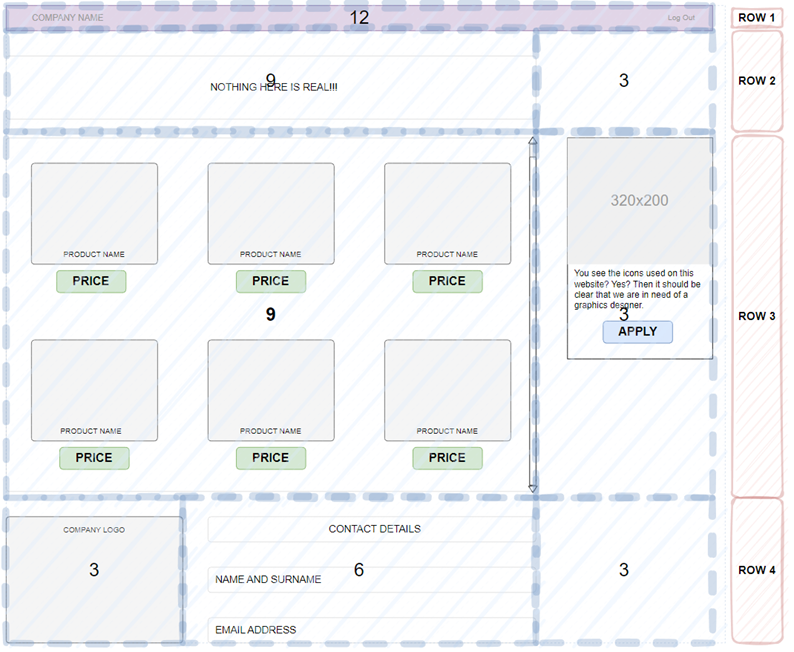 COMPANY NAME
12
Log Out
ROW 1
9
NOTHING HERE IS REAL!!!
3
ROW 2
PRODUCT NAME
PRODUCT NAME
PRODUCT NAME
PRICE
PRICE
PRICE
9
PRODUCT NAME
PRODUCT NAME
PRODUCT NAME
PRICE
PRICE
PRICE
320x200
You see the icons used on this
website? Yes? Then it should be
clear that we are in need of a
graphics desgner.
3
APPLY
ROW 3
COMPANY LOGO
3
CONTACT DETAILS
6
NAME AND SURNAME
EMAIL ADDRESS
3
ROW 4